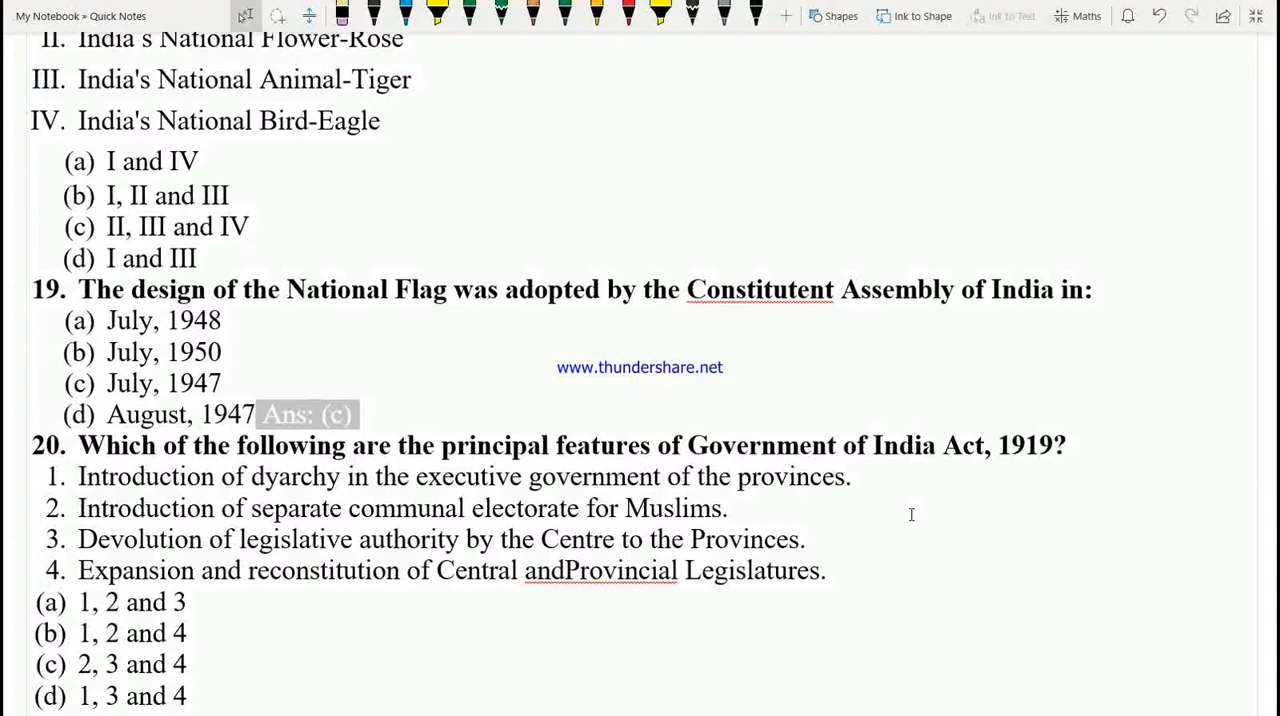 My Notebook » Quick Notes
Shapes
Ink to Shape
Ink to Text
Maths
II. India's National Flower-Rose
III. India's National Animal-Tiger
IV. India's National Bird-Eagle
(a) I and IV
(b) I, II and III
(c) II, III and IV
(d) I and III
19. The design of the National Flag was adopted by the Constitutent Assembly of India in:
(a) July, 1948
(b) July, 1950
www.thundershare.net
(c) July, 1947
(d) August, 1947 Ans: (c)
20. Which of the following are the principal features of Government of India Act, 1919?
1. Introduction of dyarchy in the executive government of the provinces.
2. Introduction of separate communal electorate for Muslims.
3. Devolution of legislative authority by the Centre to the Provinces.
4. Expansion and reconstitution of Central andProvincial Legislatures.
(a) 1, 2 and 3
(b) 1, 2 and 4
(c) 2, 3 and 4
(d) 1, 3 and 4